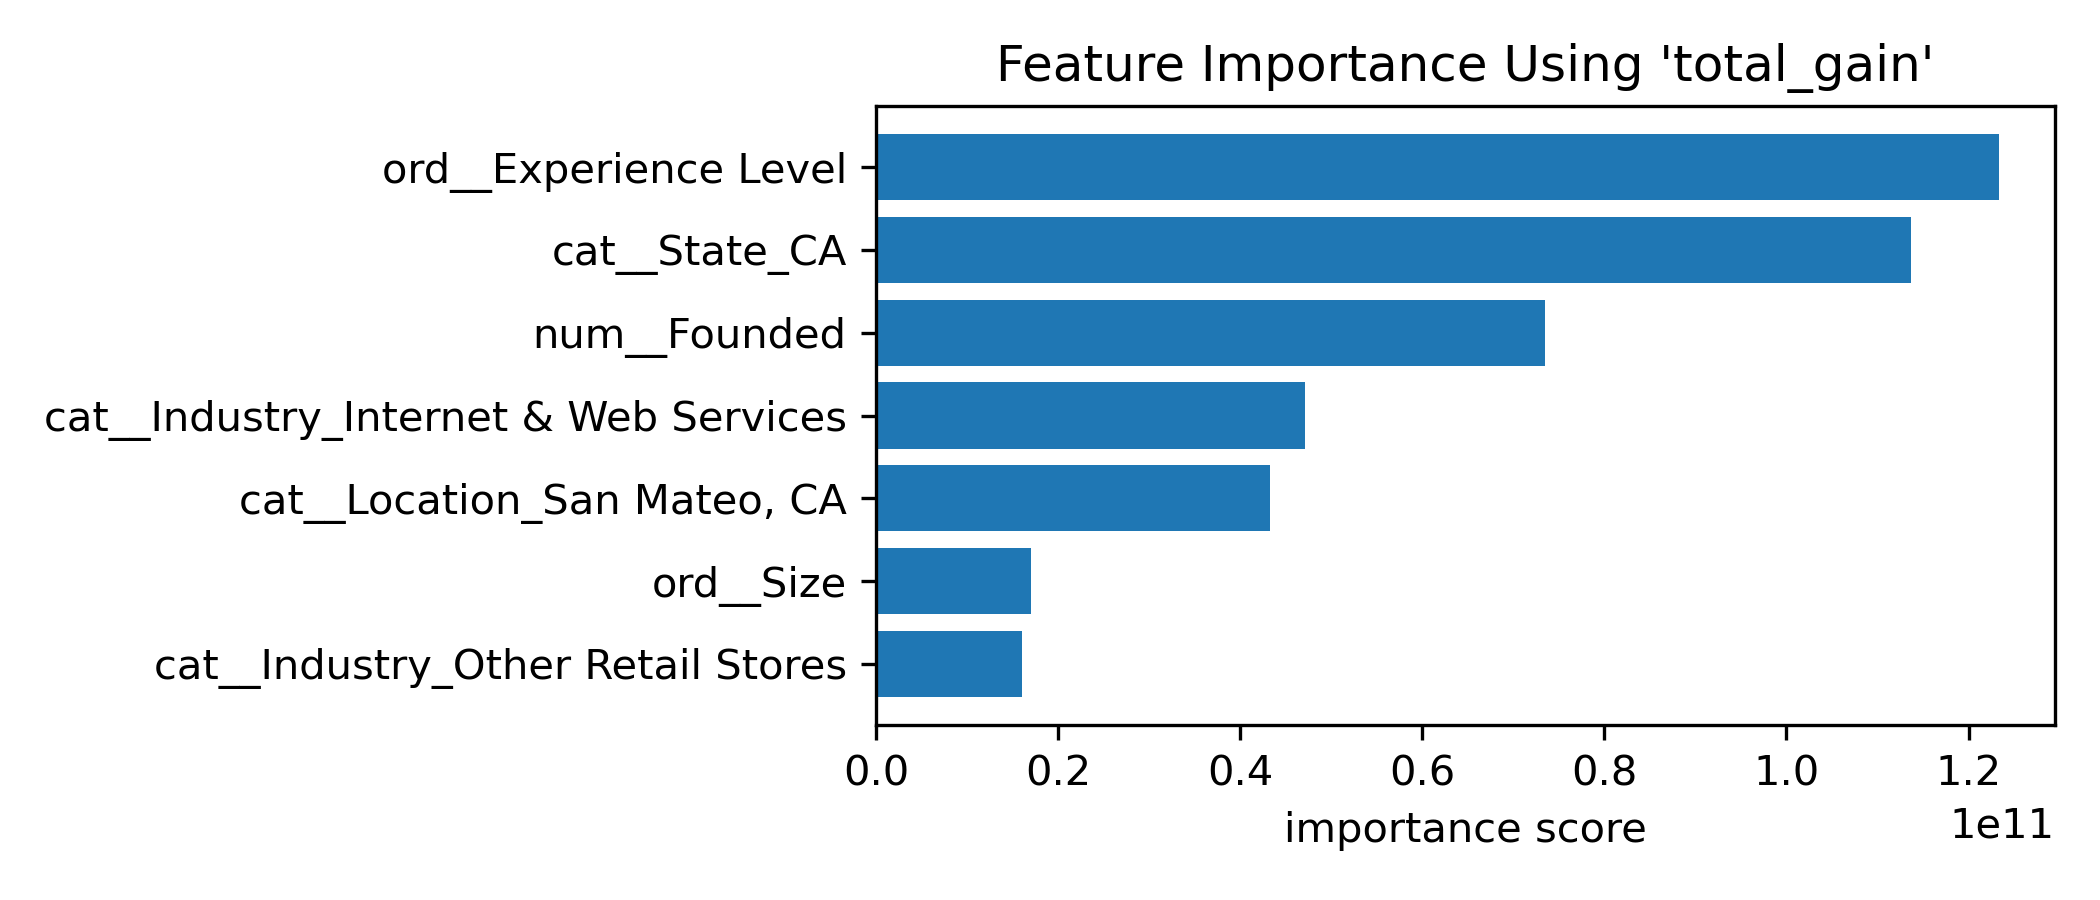 Feature Importance Using 'total_gain'
ord__Experience Level
cat__State_CA
num__Founded
cat__Industry_Internet & Web Services
cat__Location_San Mateo, CA
ord__Size
cat__Industry_Other Retail Stores
0.0 0.2 0.4 0.6 0.8 1.0 1.2
1e11
importance score